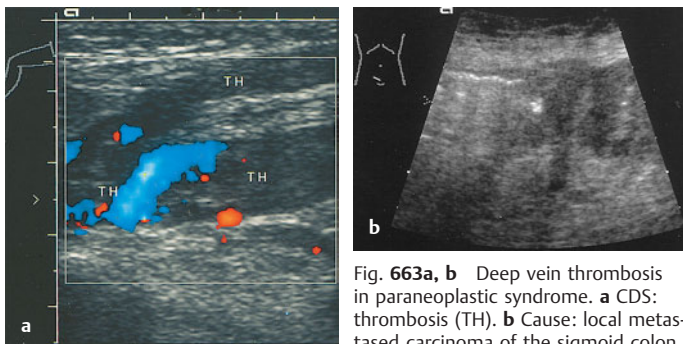 a
TH
TH
TH
a
a
b
Fig. 663a, b Deep vein thrombosis
in paraneoplastic syndrome. a CDS:
thrombosis (TH). b Cause: local metas-
tased carcinoma of the sigmoid colon